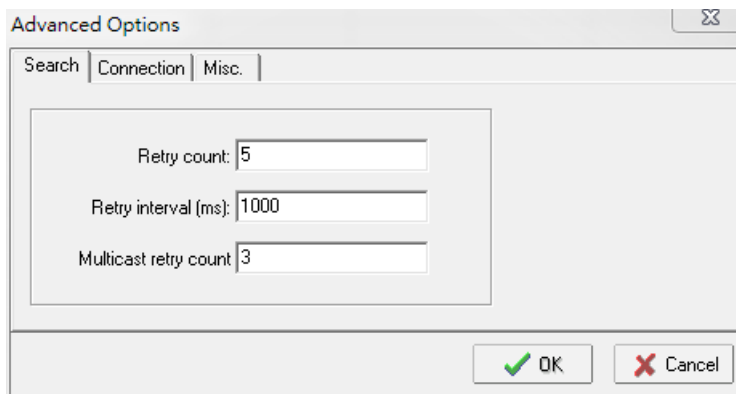 Advanced Options
Search Connection Misc.
Retry count: 5
Retry interval (ms): 1000
Multicast retry count 3
OK Cancel